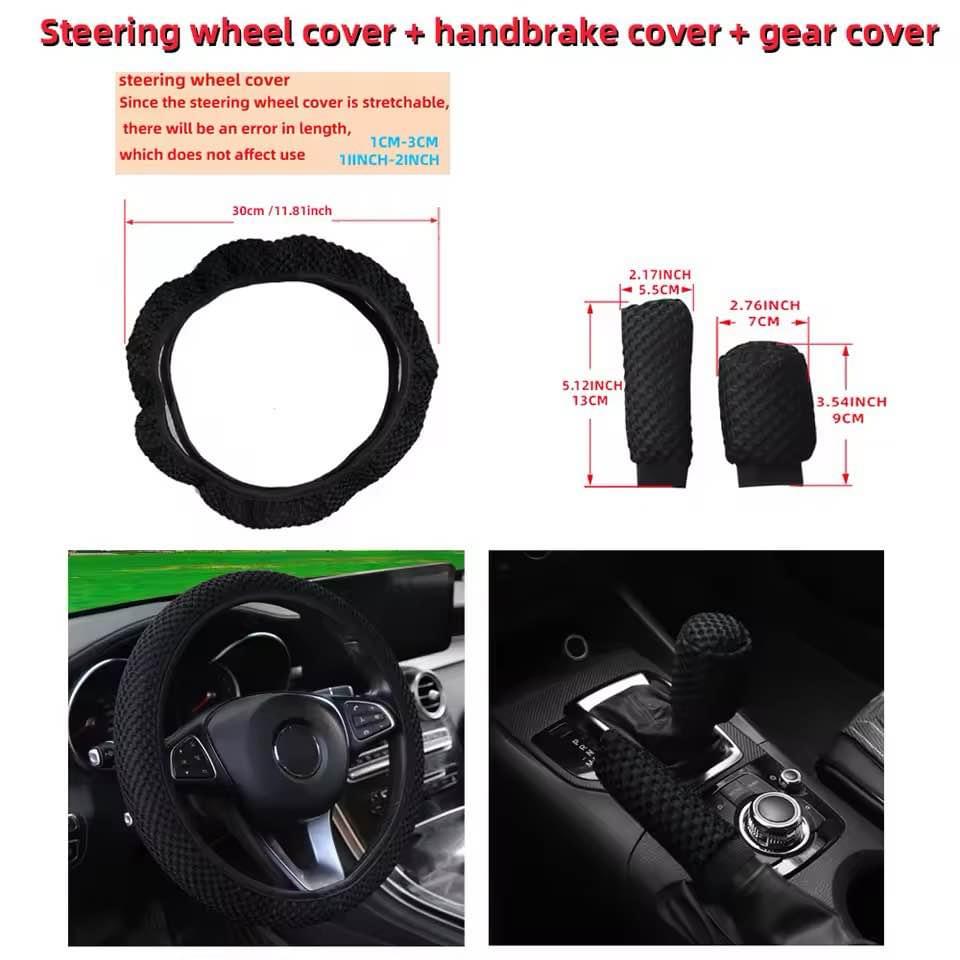 Steering wheel cover + handbrake cover + gear cover
steering wheel cover
Since the steering wheel cover is stretchable,
there will be an error in length,
1CM-3CM
which does not affect use
1IINCH-2INCH
30cm /11.81inch
2.17INCH
5.5CM
2.76INCH
7CM
5.12INCH
13CM
3.54INCH
9CM